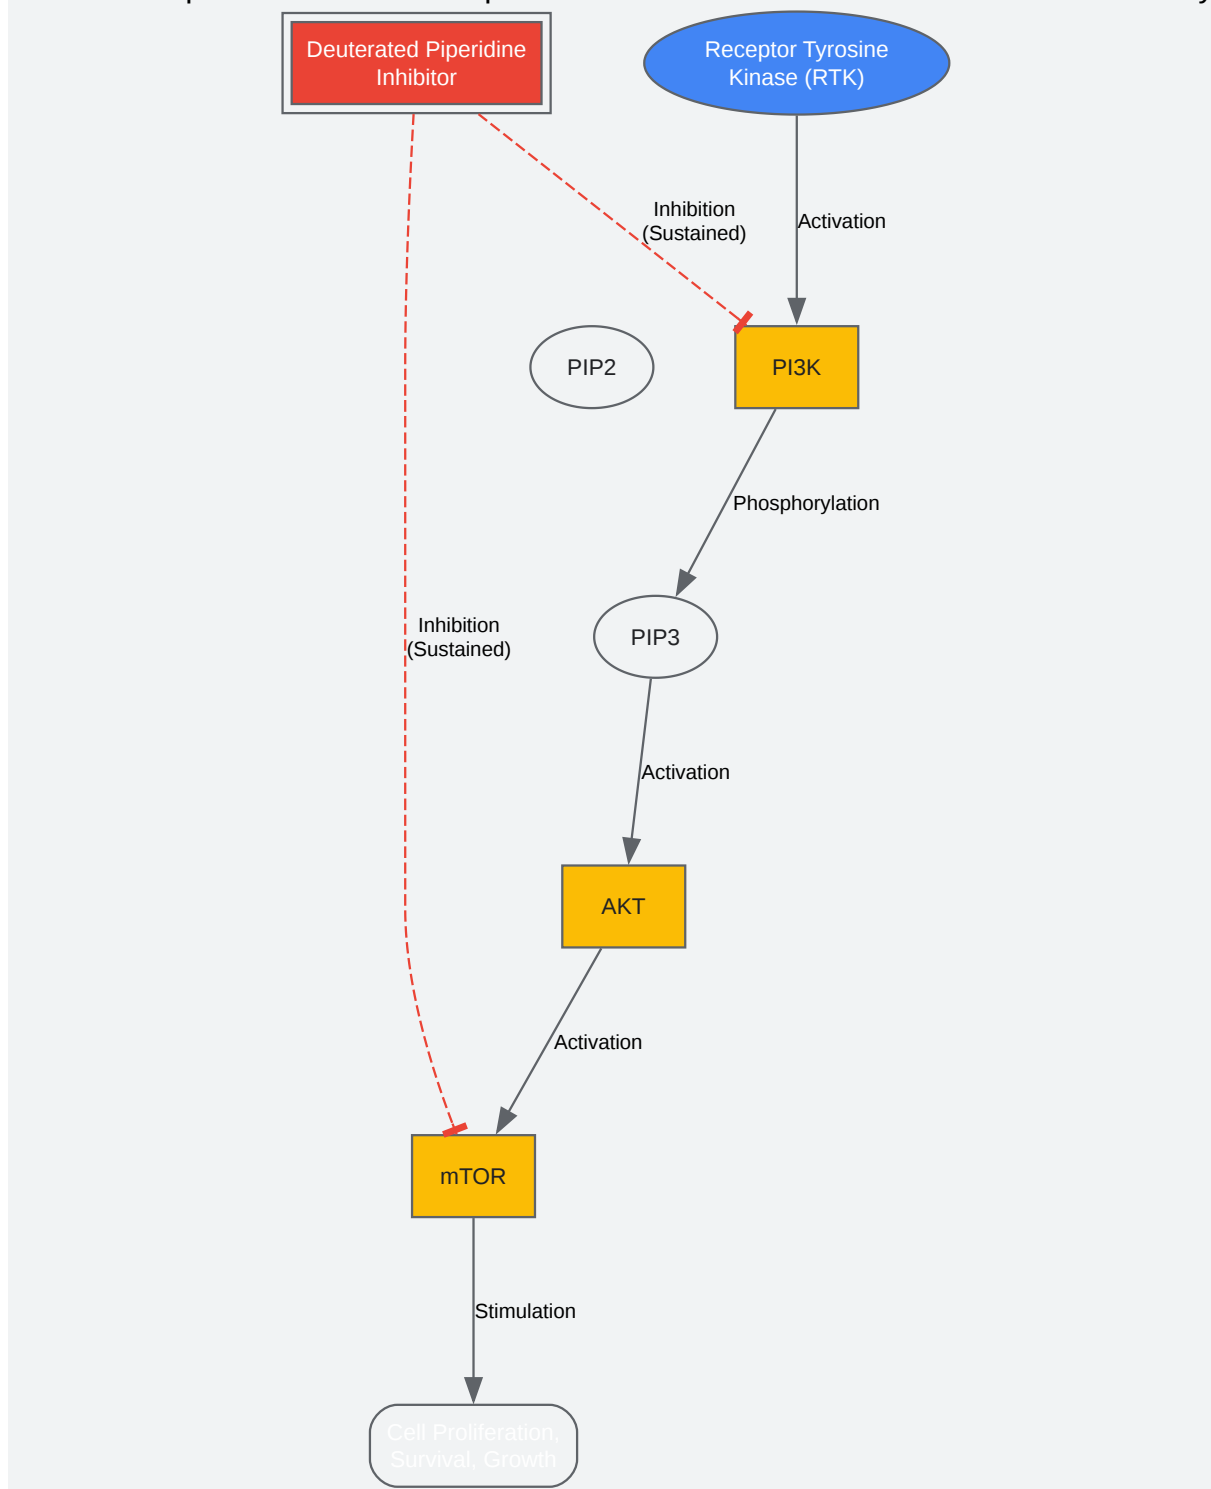 Deuterated Piperidine
Inhibitor
Receptor Tyrosine
Kinase (RTK)
Inhibition
(Sustained)
Activation
PIP2
PI3K
Phosphorylation
Inhibition
(Sustained)
PIP3
Activation
AKT
Activation
mTOR
Stimulation
Cell Proliferation,
Survival, Growth